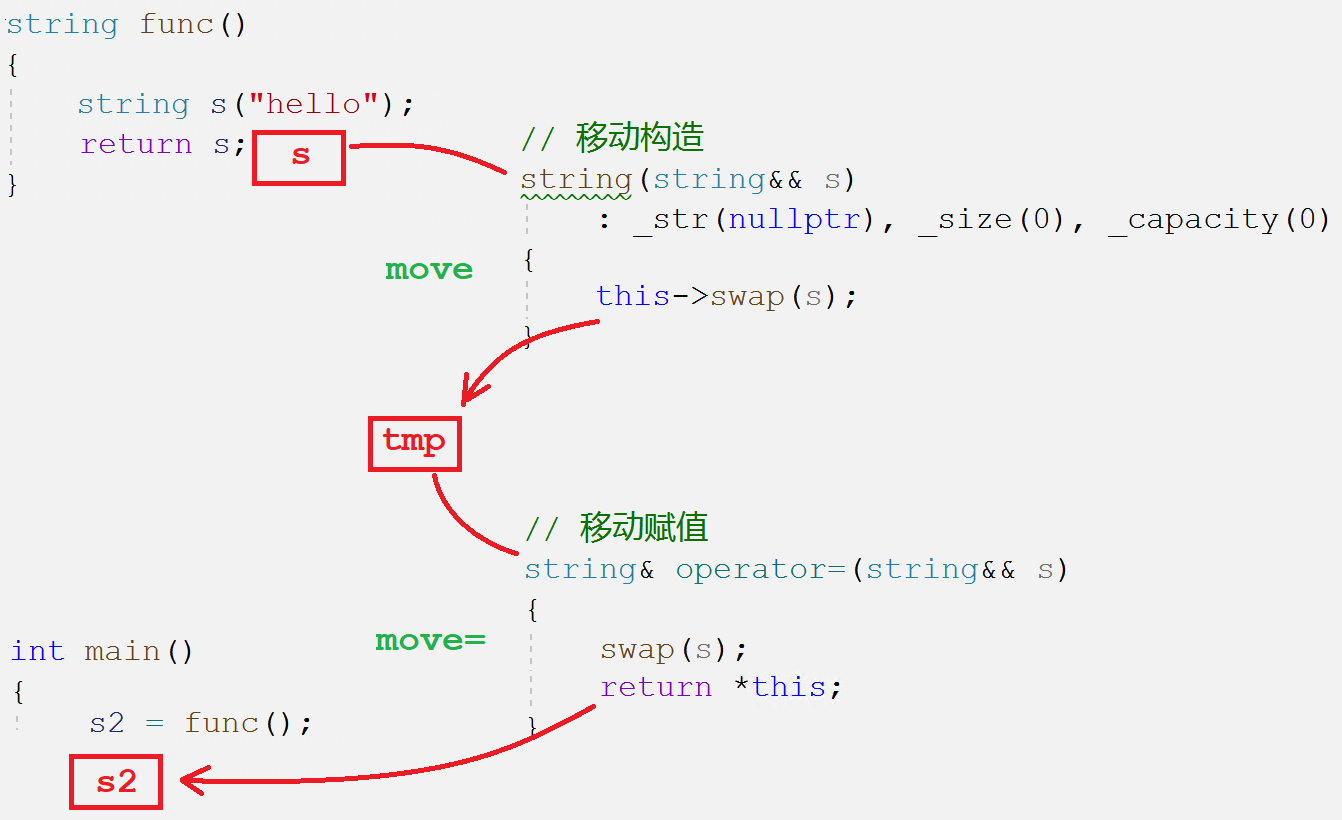 string func()
{
string s("hello");
return s;
s
}
// 移动构造
string(string&& s)
: _str(nullptr), _size(0), _capacity(0)
{
move
this->swap(s);
}
tmp
// 移动赋值
string& operator=(string&& s)
{
move=
swap(s);
return *this;
}
int main()
{
s2 = func();
s2